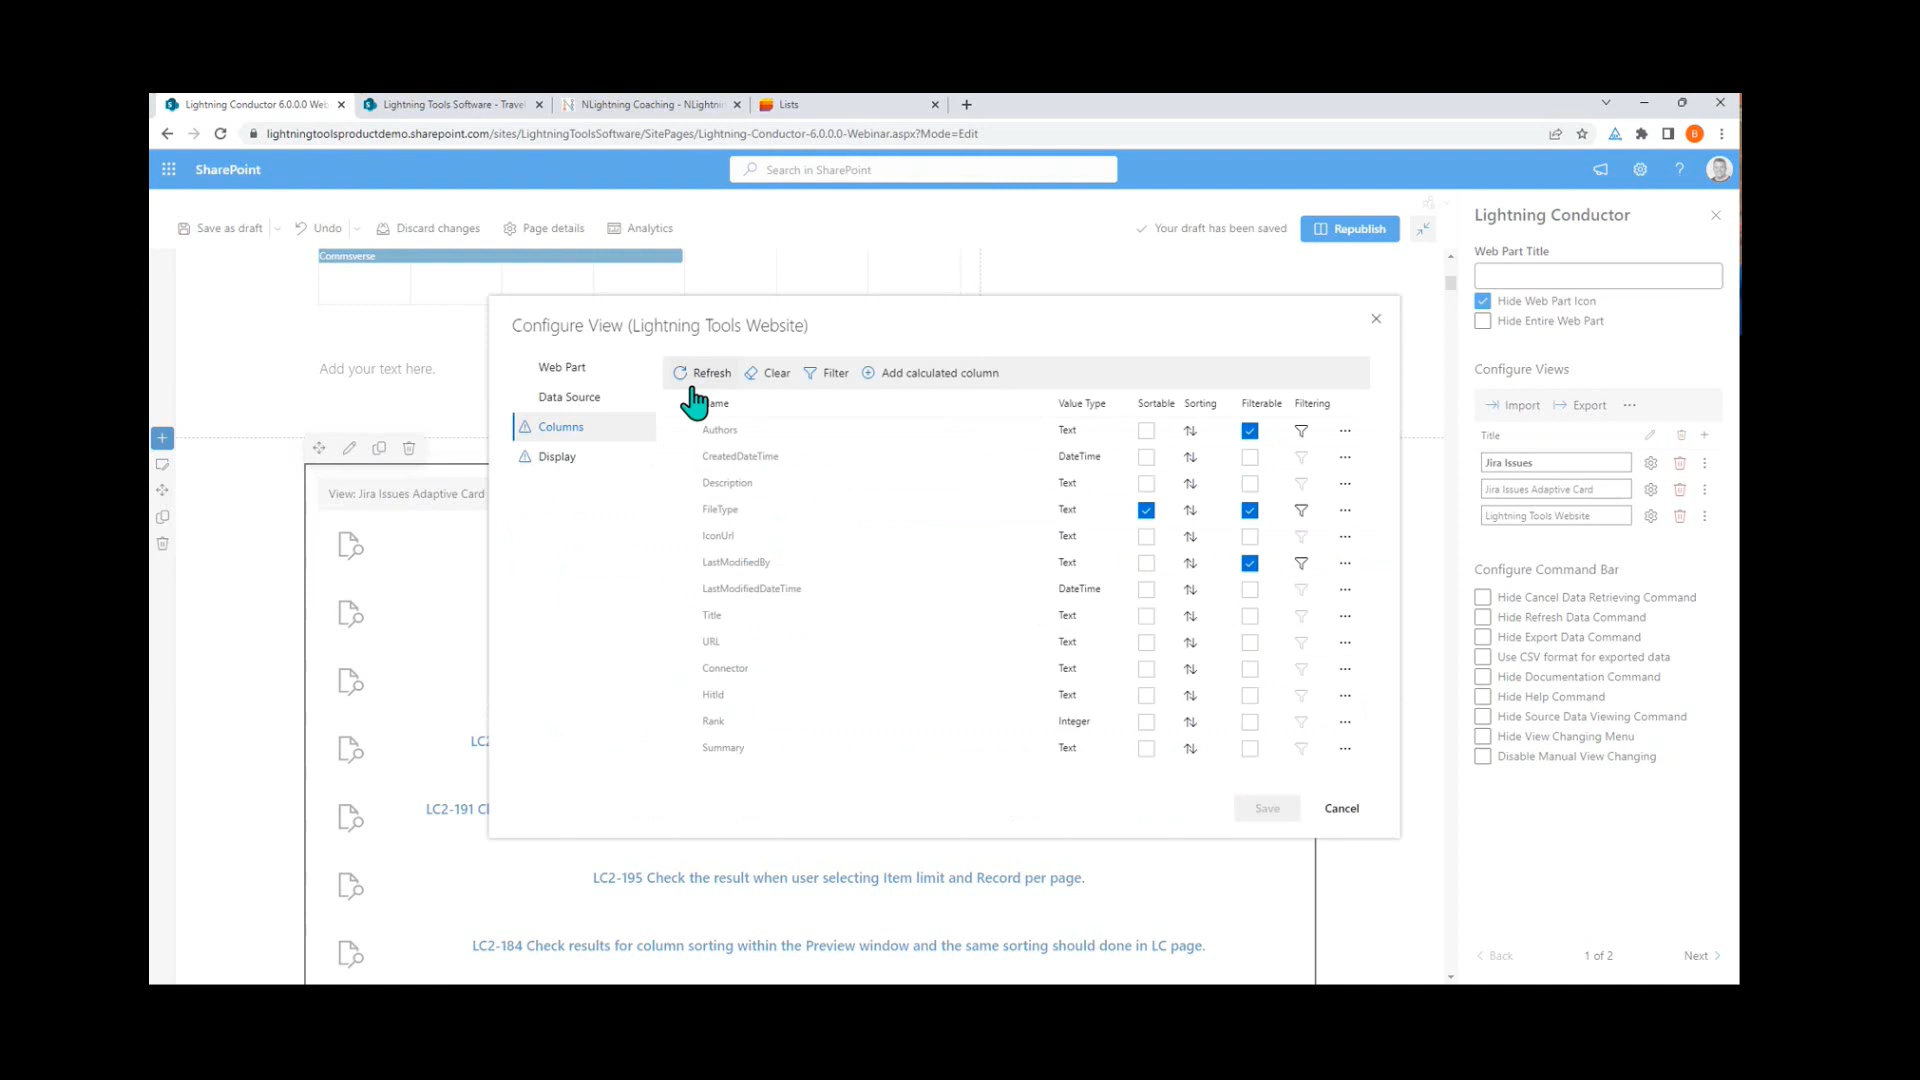 Lightning Conductor 6.0.0.0 Web
Lightning Tools Software - Travel
NLightning Coaching - NLightnin
Lists
lightningtoolsproductdemo.sharepoint.com/sites/LightningToolsSoftware/SitePages/Lightning-Conductor-6.0.0.0-Webinar.aspx?Mode=Edit
B
SharePoint
Search in SharePoint
Save as draft
Undo
Discard changes
Page details
Analytics
Your draft has been saved
Republish
Commsverse
Add your text here.
View: Jira Issues Adaptive Card
Configure View (Lightning Tools Website)
Web Part
Data Source
Columns
Display
Refresh Clear Filter Add calculated column
Value Type Sortable Sorting Filterable Filtering
Authors Text
CreatedDateTime DateTime
Description Text
FileType Text
IconUrl Text
LastModifiedBy Text
LastModifiedDateTime DateTime
Title Text
URL Text
Connector Text
HitId Text
Rank Integer
Summary Text
Save Cancel
LC2-191
LC2-195 Check the result when user selecting Item limit and Record per page.
LC2-184 Check results for column sorting within the Preview window and the same sorting should done in LC page.
Lightning Conductor
Web Part Title
Hide Web Part Icon
Hide Entire Web Part
Configure Views
Import Export
Title
Jira Issues
Jira Issues Adaptive Card
Lightning Tools Website
Configure Command Bar
Hide Cancel Data Retrieving Command
Hide Refresh Data Command
Hide Export Data Command
Use CSV format for exported data
Hide Documentation Command
Hide Help Command
Hide Source Data Viewing Command
Hide View Changing Menu
Disable Manual View Changing
Back 1 of 2 Next